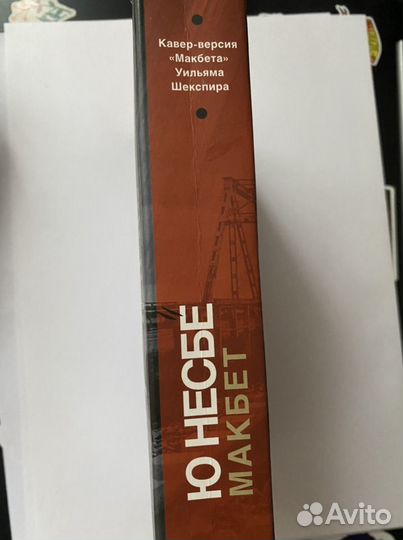 Кавер-версия
«Макбета»
Уильяма
Шекспира
Ю НЕСБЕ
МАКБЕТ
Avito